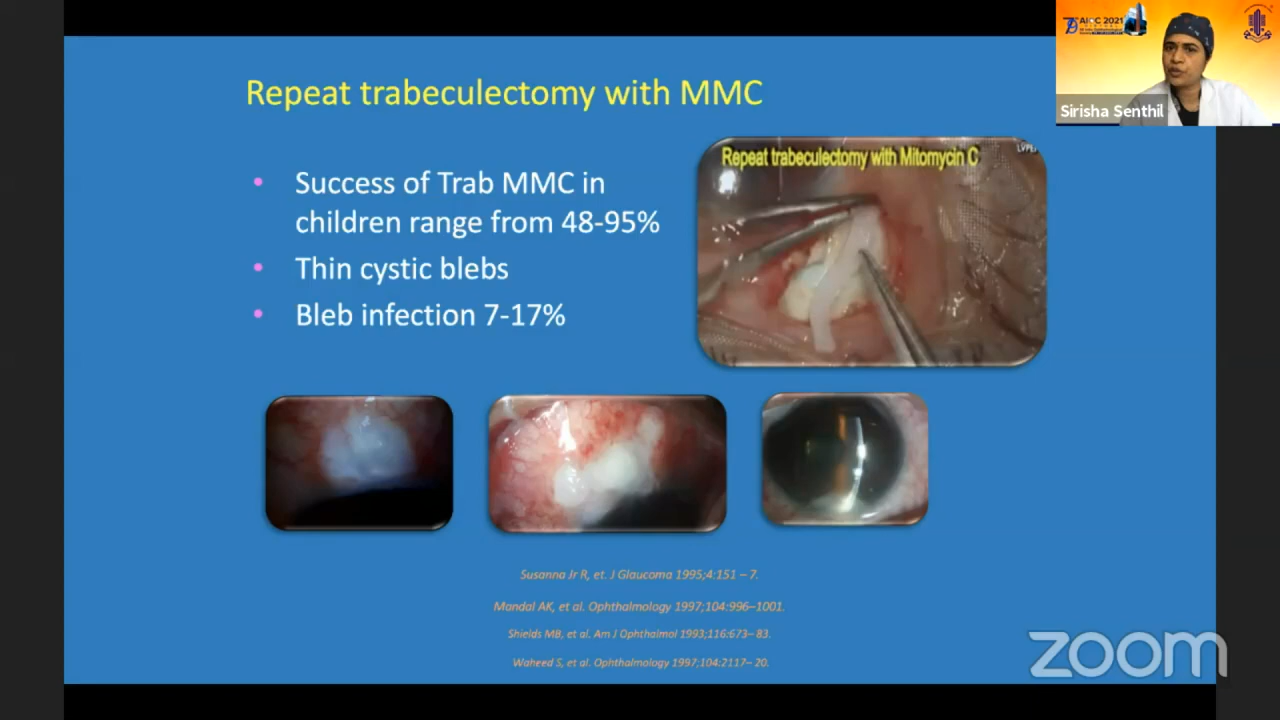 Repeat trabeculectomy with MMC
• Success of Trab MMC in
children range from 48-95%
• Thin cystic blebs
• Bleb infection 7-17%
Repeat trabeculectomy with Mitomycin C
Susanna Jr R, et. J Glaucoma 1995;4:151 – 7.
Mandal AK, et al. Ophthalmology 1997;104:996–1001.
Shields MB, et al. Am J Ophthalmol 1993;116:673– 83.
Waheed S, et al. Ophthalmology 1997;104:2117– 20.
AIOC 2021
Sirisha Senthil
zoom